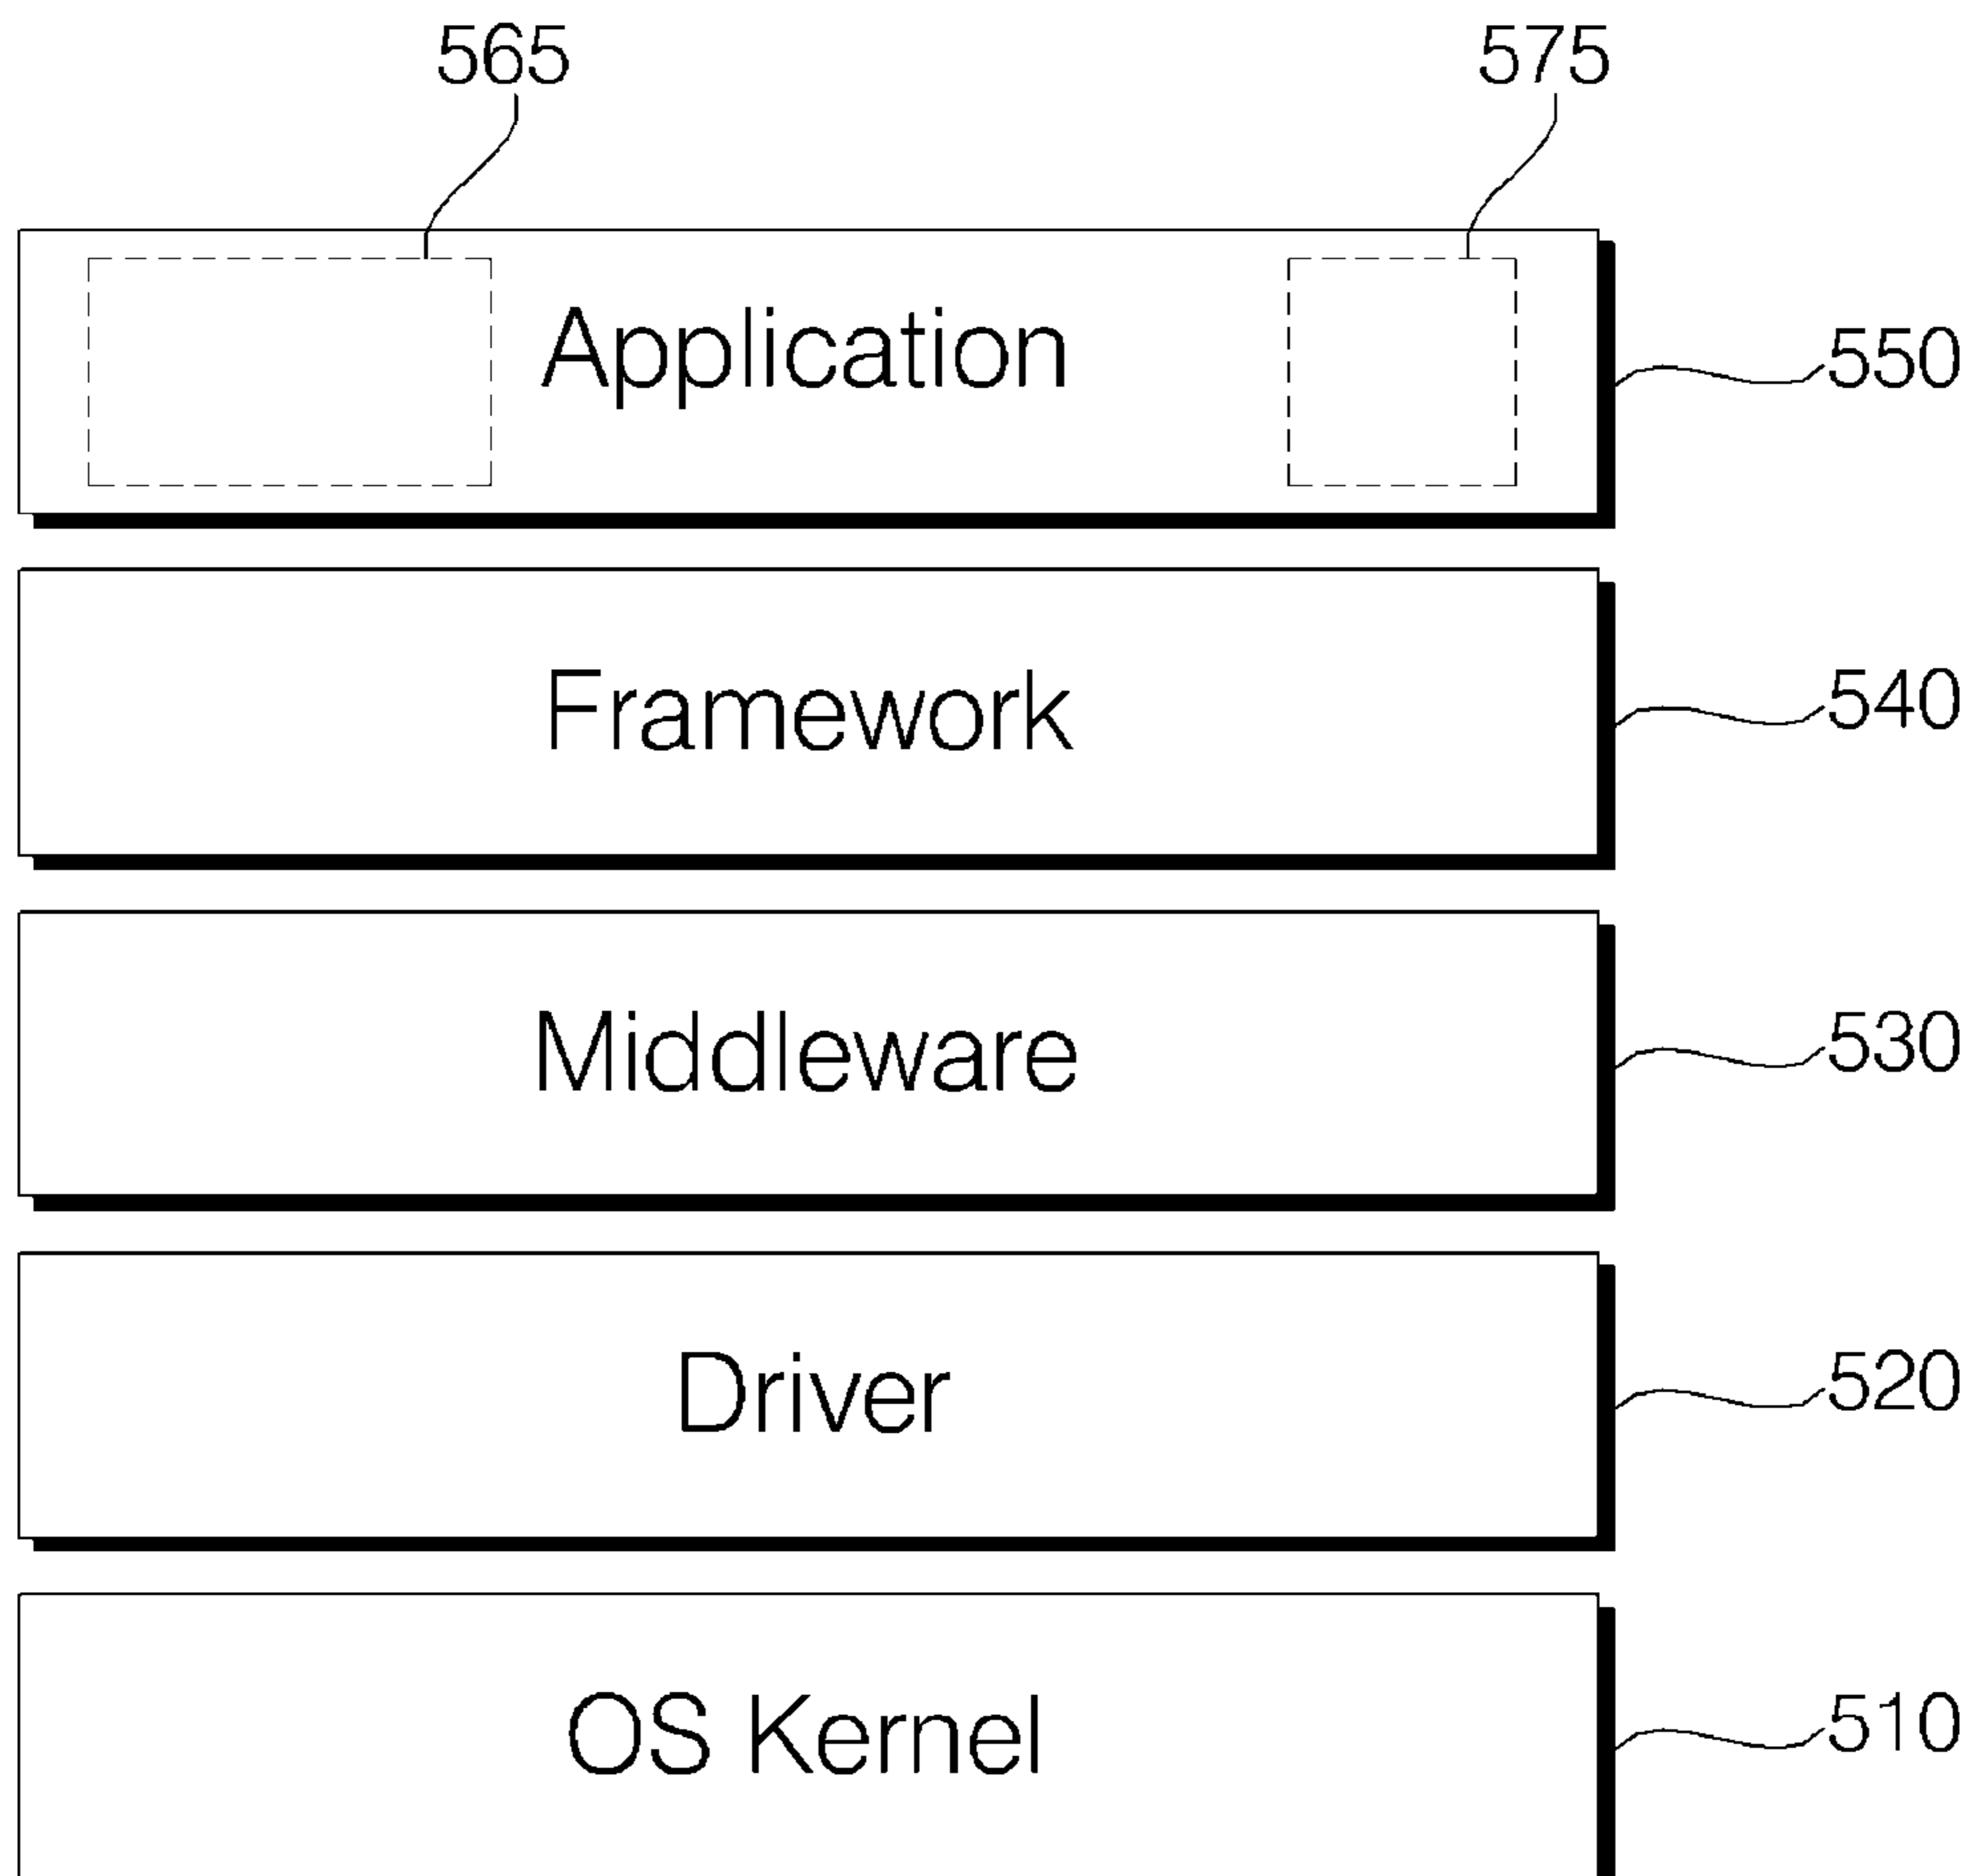 565 575
Application 550
Framework 540
Middleware 530
Driver 520
OS Kernel 510